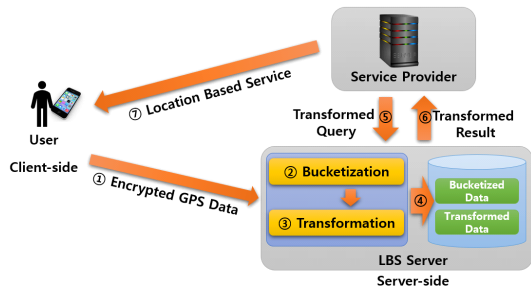 Service Provider
⑦ Location Based Service
User
Client-side
Transformed Query
⑤
⑥
Transformed Result
① Encrypted GPS Data
② Bucketization
③ Transformation
④
Bucketized
Data
Transformed
Data
LBS Server
Server-side